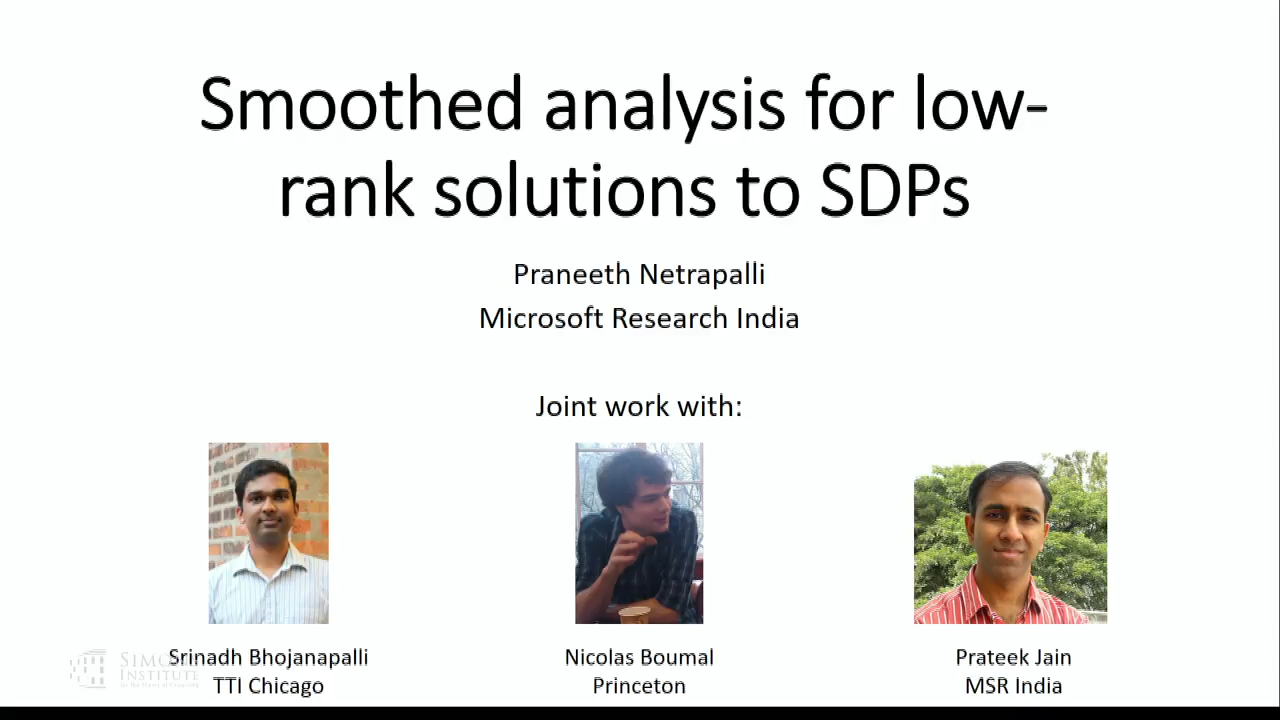 Smoothed analysis for low-
rank solutions to SDPs
Praneeth Netrapalli
Microsoft Research India
Joint work with:
Srinadh Bhojanapalli
TTI Chicago
Nicolas Boumal
Princeton
Prateek Jain
MSR India
INSTITUTE